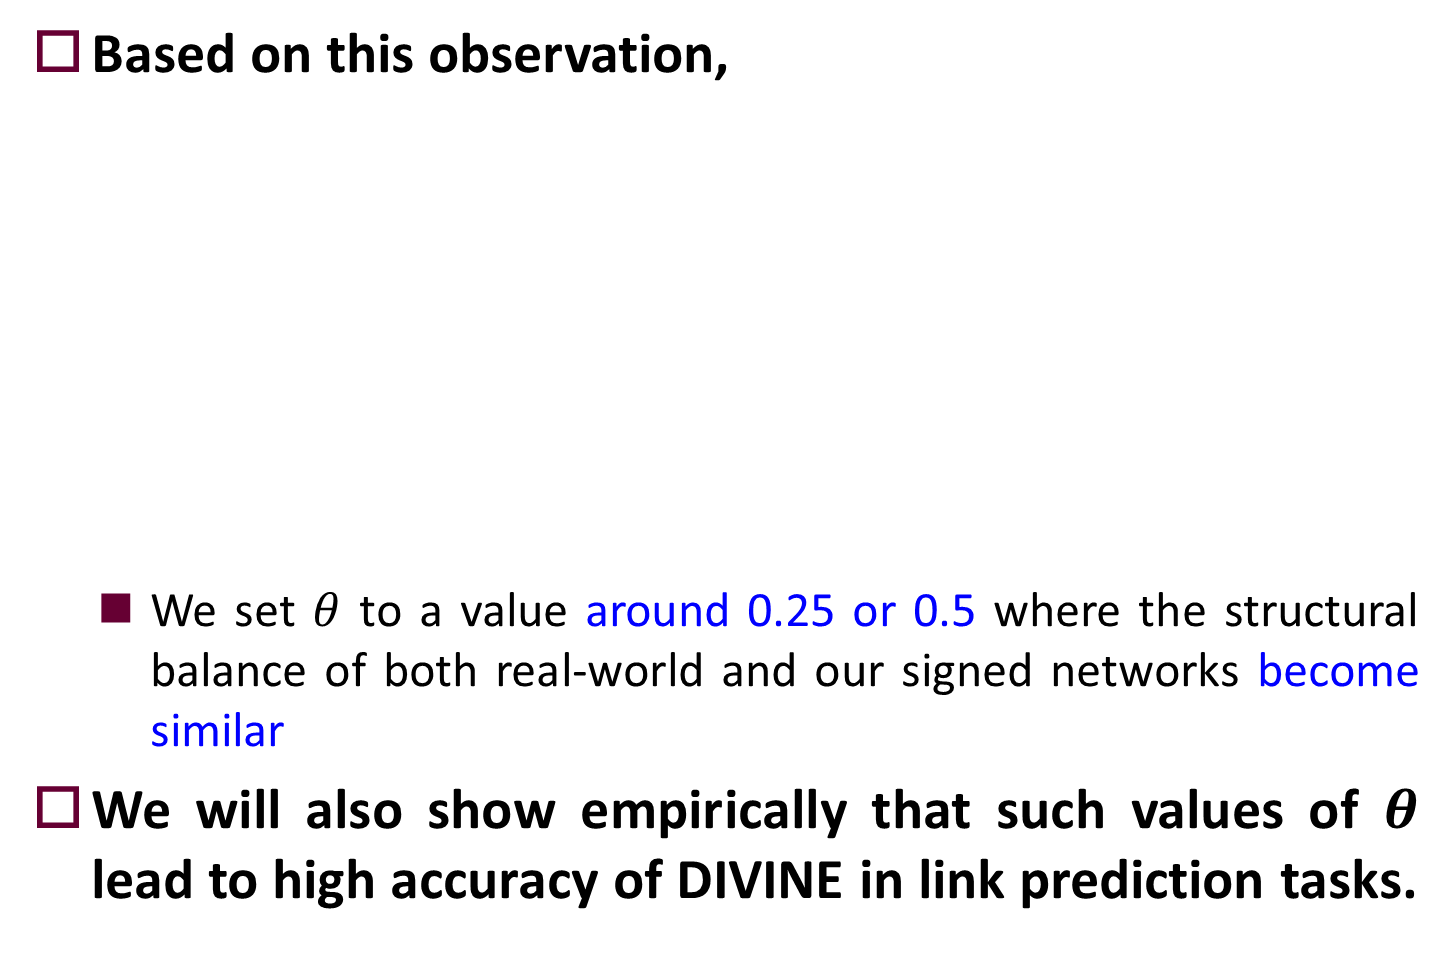 Based on this observation,
We set θ to a value around 0.25 or 0.5 where the structural
balance of both real-world and our signed networks become
similar
We will also show empirically that such values of θ
lead to high accuracy of DIVINE in link prediction tasks.